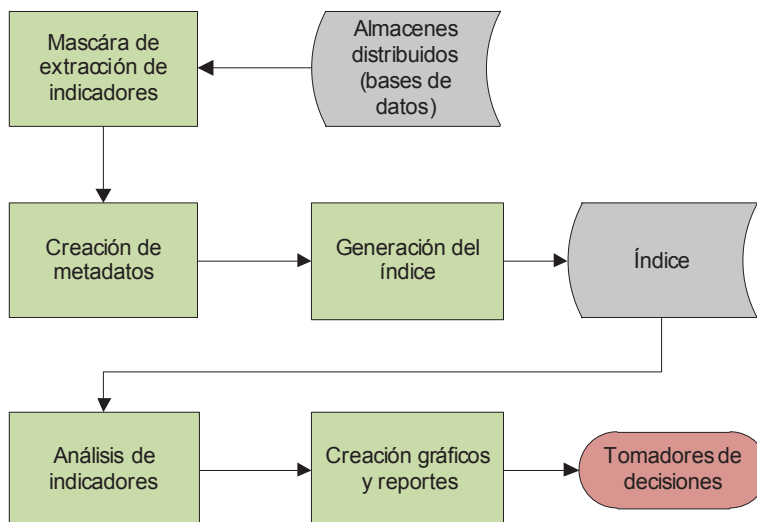 Mascára de
extracción de
indicadores
Almacenes
distribuidos
(bases de
datos)
Creación de
metadatos
Generación del
índice
Índice
Análisis de
indicadores
Creación gráficos
y reportes
Tomadores de
decisiones